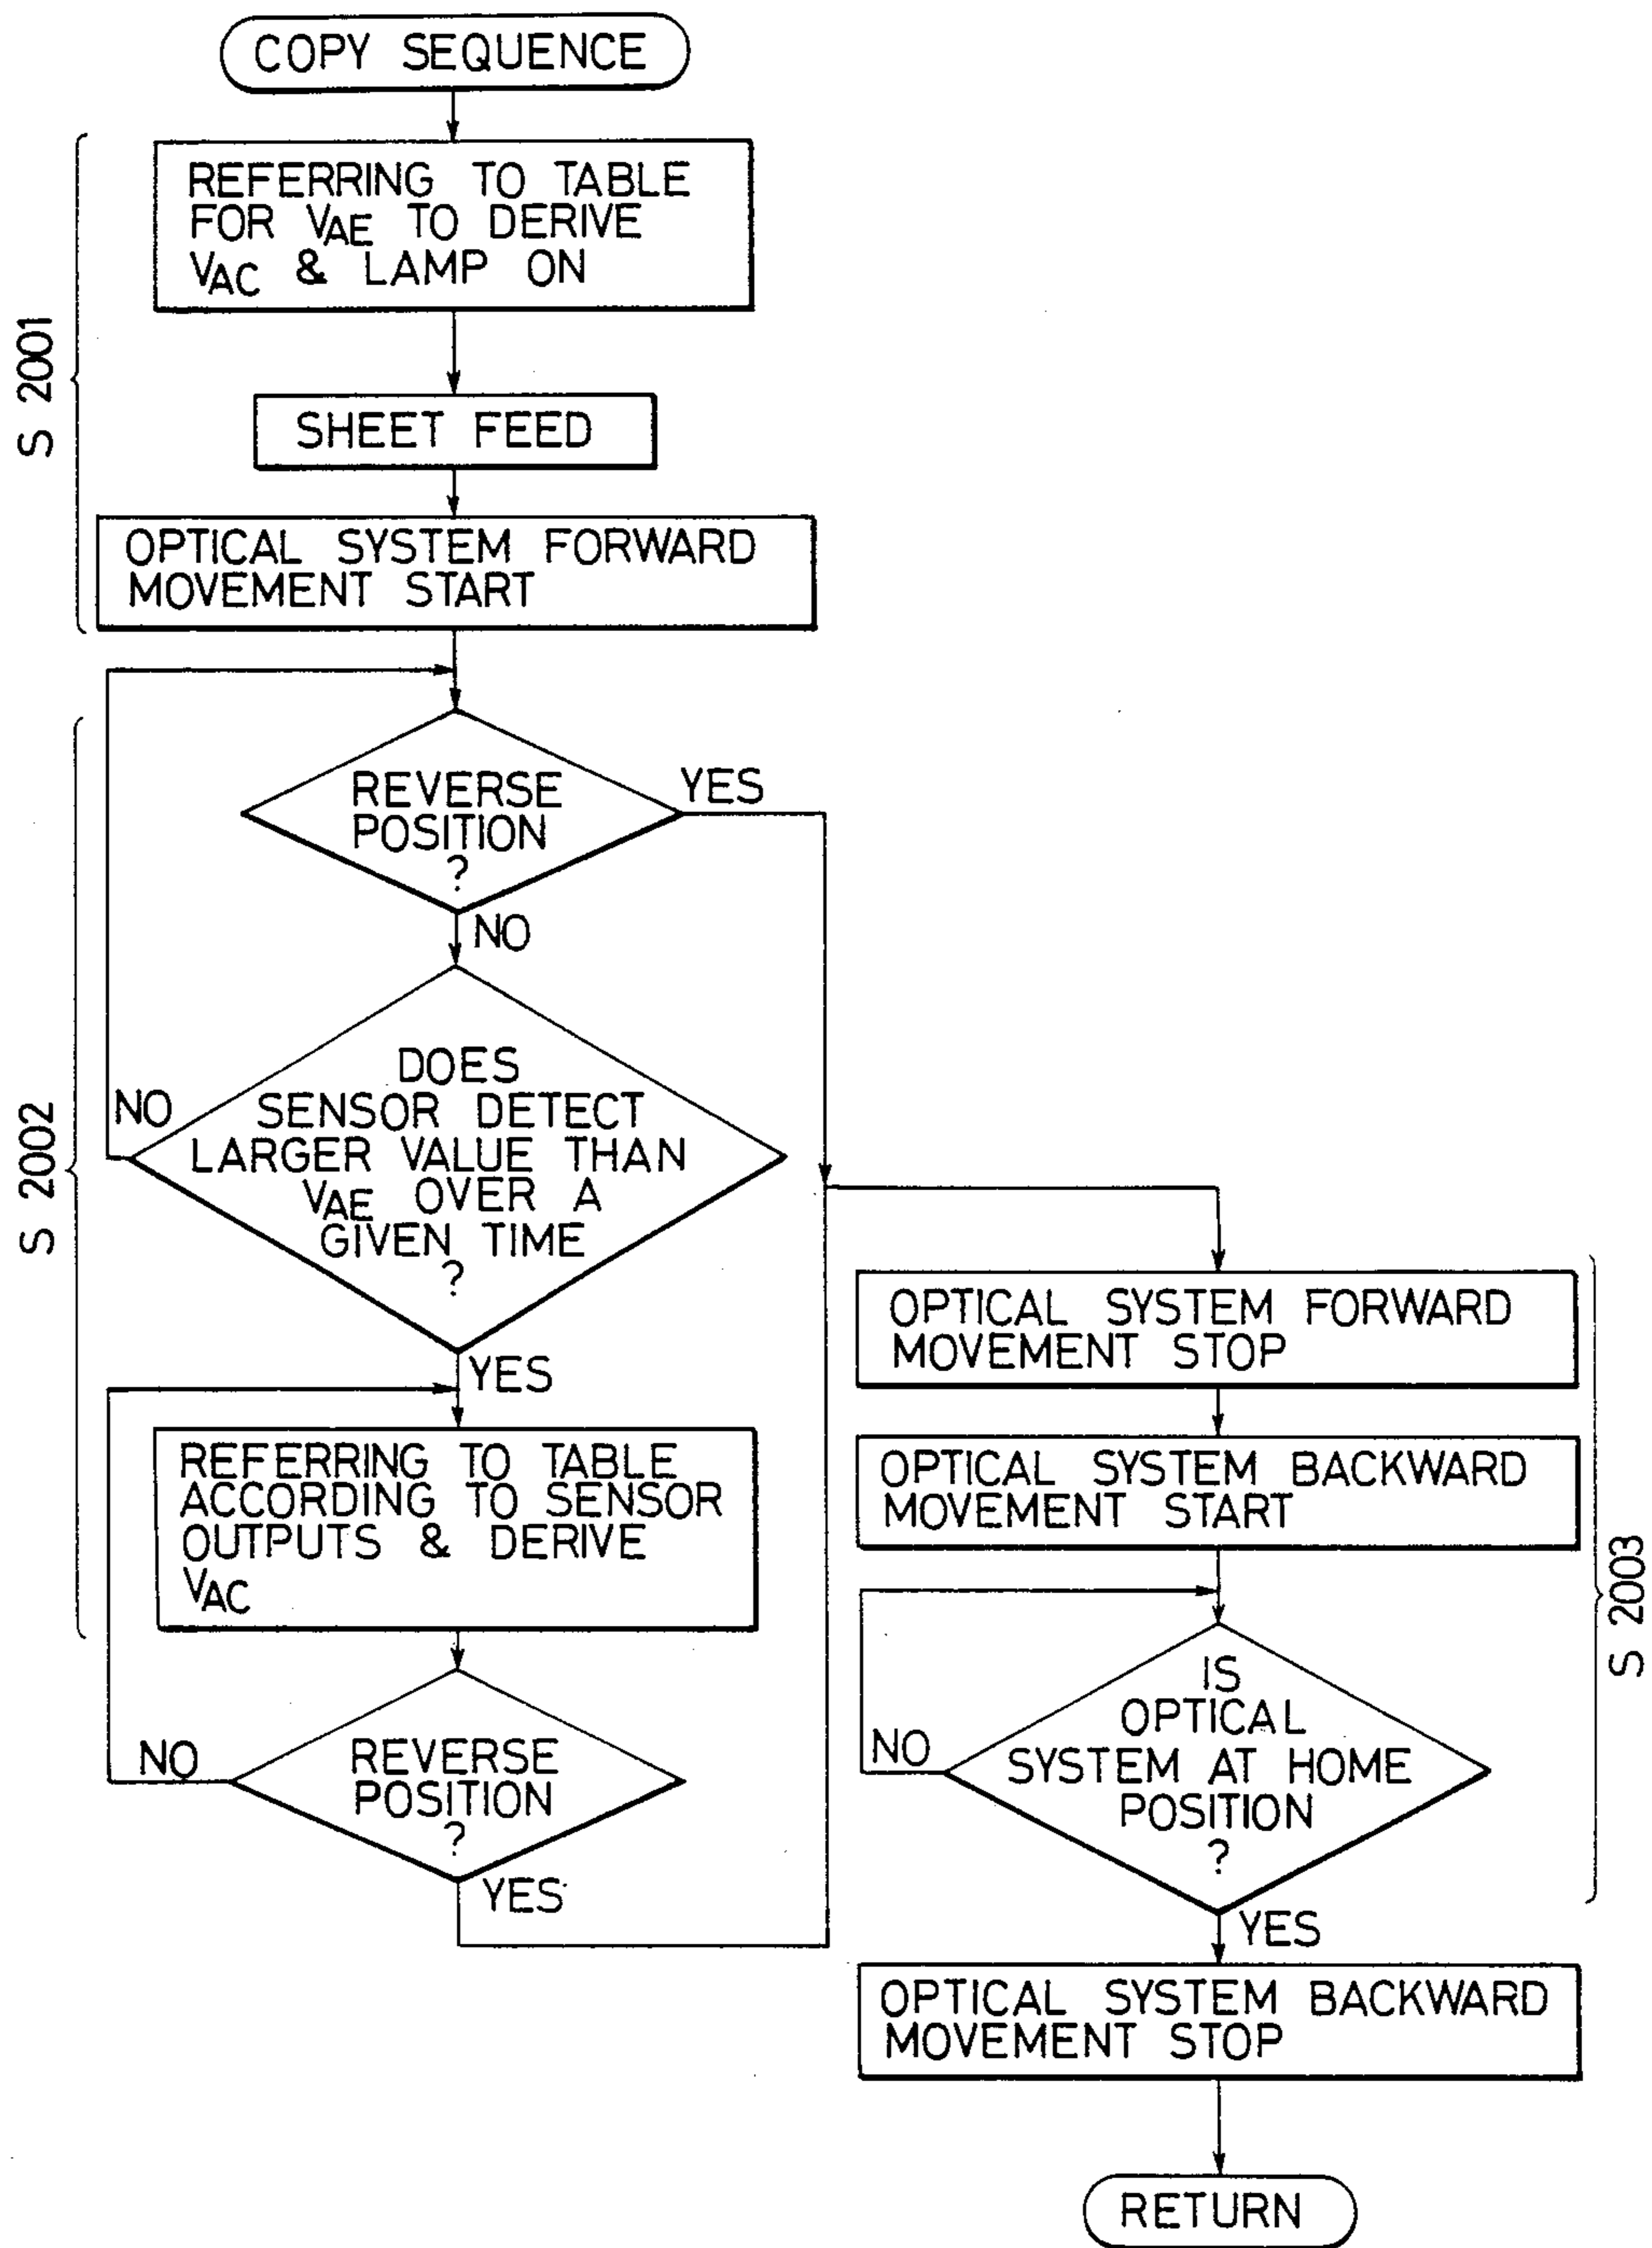 COPY SEQUENCE
S 2001
REFERRING TO TABLE
FOR VAE TO DERIVE
VAC & LAMP ON
SHEET FEED
OPTICAL SYSTEM FORWARD
MOVEMENT START
S 2002
REVERSE
POSITION
?
YES
NO
DOES
SENSOR DETECT
LARGER VALUE THAN
VAE OVER A
GIVEN TIME
?
NO
YES
REFERRING TO TABLE
ACCORDING TO SENSOR
OUTPUTS & DERIVE
VAC
REVERSE
POSITION
?
NO
YES
OPTICAL SYSTEM FORWARD
MOVEMENT STOP
OPTICAL SYSTEM BACKWARD
MOVEMENT START
S 2003
IS
OPTICAL
SYSTEM AT HOME
POSITION
?
NO
YES
OPTICAL SYSTEM BACKWARD
MOVEMENT STOP
RETURN